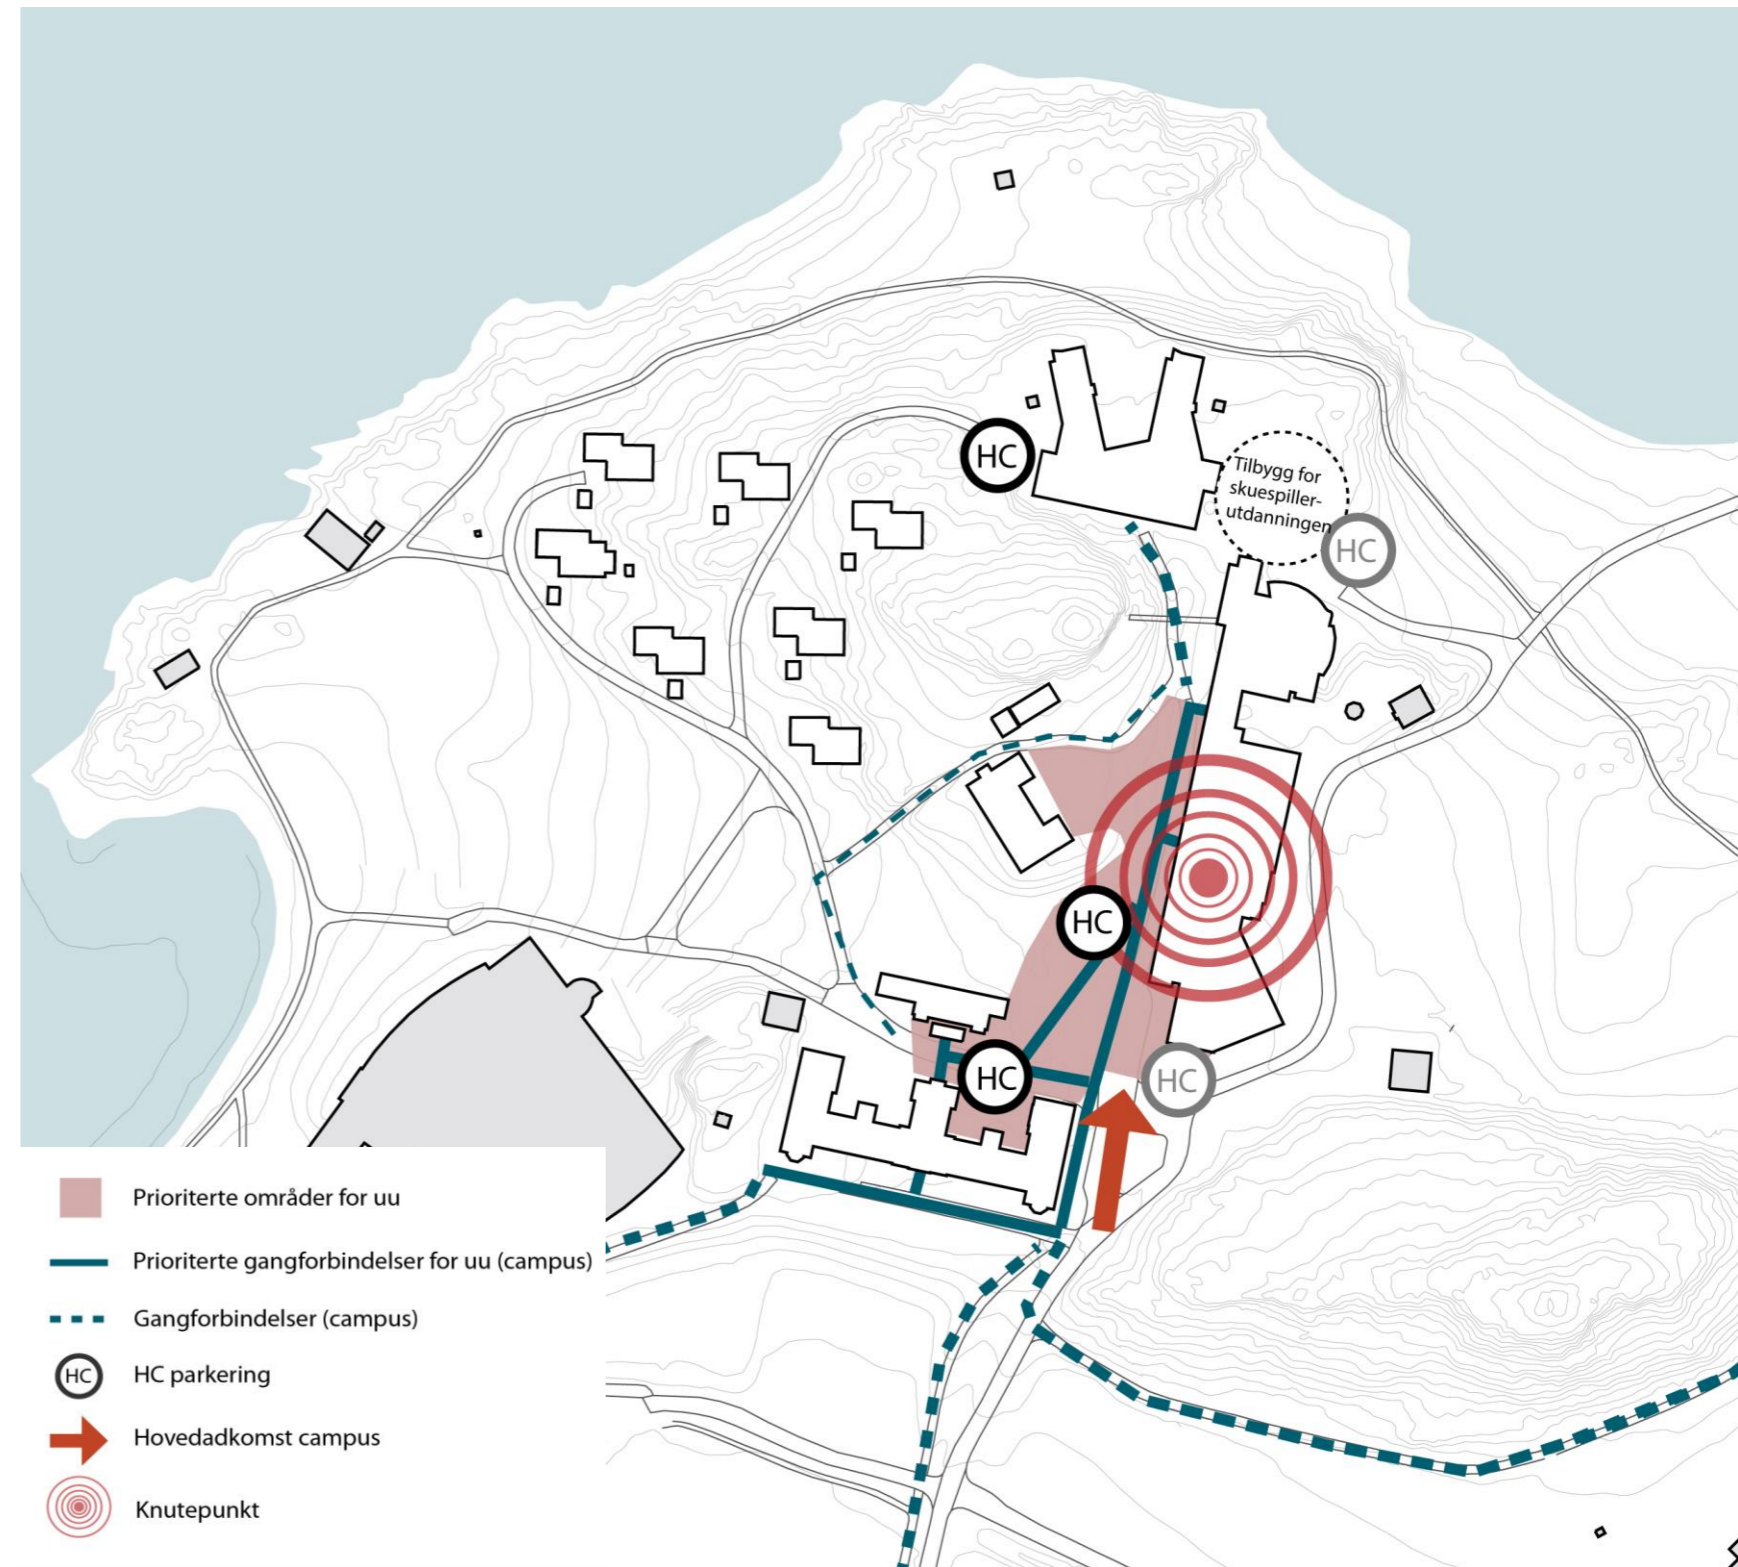 HC
Tilbygg for
skuespiller-
utdanningen
HC
HC
HC
HC
Prioriterte områder for uu
Prioriterte gangforbindelser for uu (campus)
Gangforbindelser (campus)
HC
HC parkering
Hovedadkomst campus
Knutepunkt